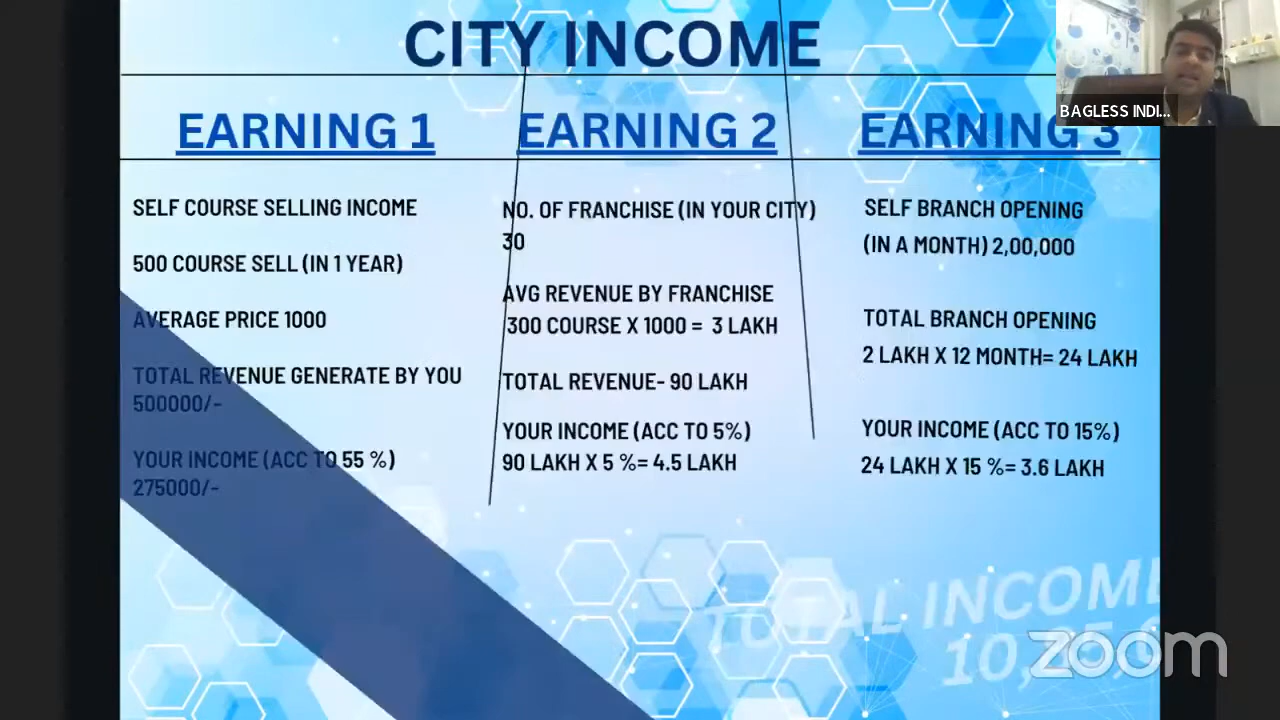 CITY INCOME
BAGLESS INDI...
EARNING 1
EARNING 2
EARNING 3
SELF COURSE SELLING INCOME
500 COURSE SELL (IN 1 YEAR)
AVERAGE PRICE 1000
TOTAL REVENUE GENERATE BY YOU
500000/-
YOUR INCOME (ACC TO 55 %)
275000/-
NO. OF FRANCHISE (IN YOUR CITY)
30
AVG REVENUE BY FRANCHISE
300 COURSE X 1000 = 3 LAKH
TOTAL REVENUE- 90 LAKH
YOUR INCOME (ACC TO 5%)
90 LAKH X 5 %= 4.5 LAKH
SELF BRANCH OPENING
(IN A MONTH) 2,00,000
TOTAL BRANCH OPENING
2 LAKH X 12 MONTH= 24 LAKH
YOUR INCOME (ACC TO 15%)
24 LAKH X 15 %= 3.6 LAKH
TOTAL INCOME
zoom